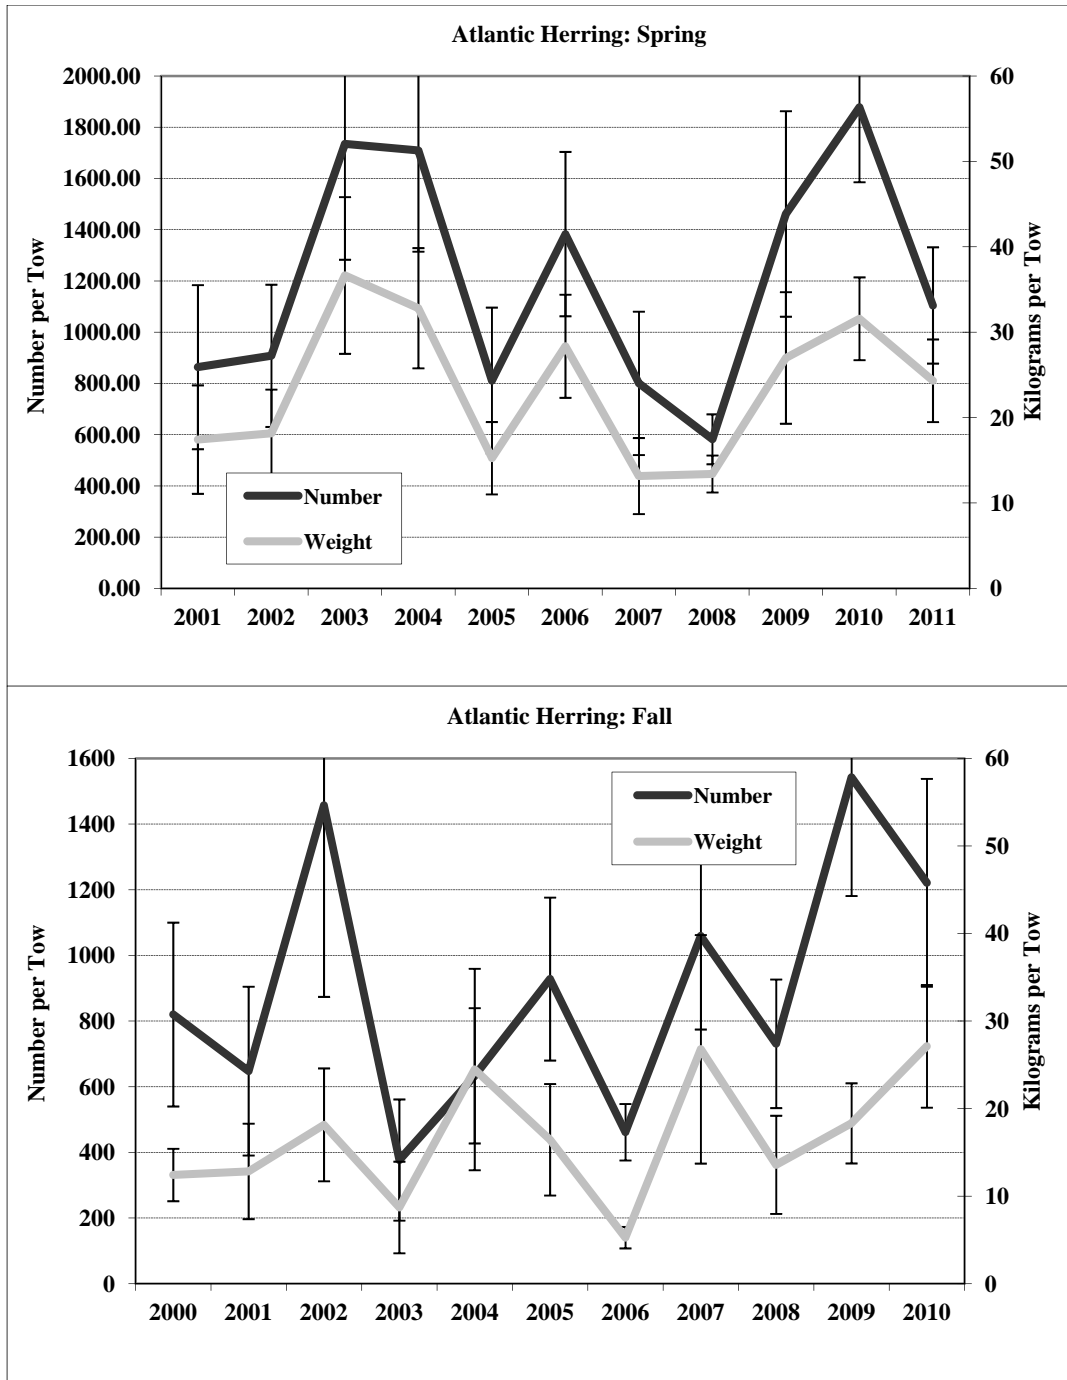 Atlantic Herring: Spring
Number per Tow
2000.00
1800.00
1600.00
1400.00
1200.00
1000.00
800.00
600.00
400.00
200.00
0.00
60
50
40
30
20
10
0
Kilograms per Tow
Number
Weight
2001 2002 2003 2004 2005 2006 2007 2008 2009 2010 2011
Atlantic Herring: Fall
Number per Tow
1600
1400
1200
1000
800
600
400
200
0
60
50
40
30
20
10
0
Kilograms per Tow
Number
Weight
2000 2001 2002 2003 2004 2005 2006 2007 2008 2009 2010